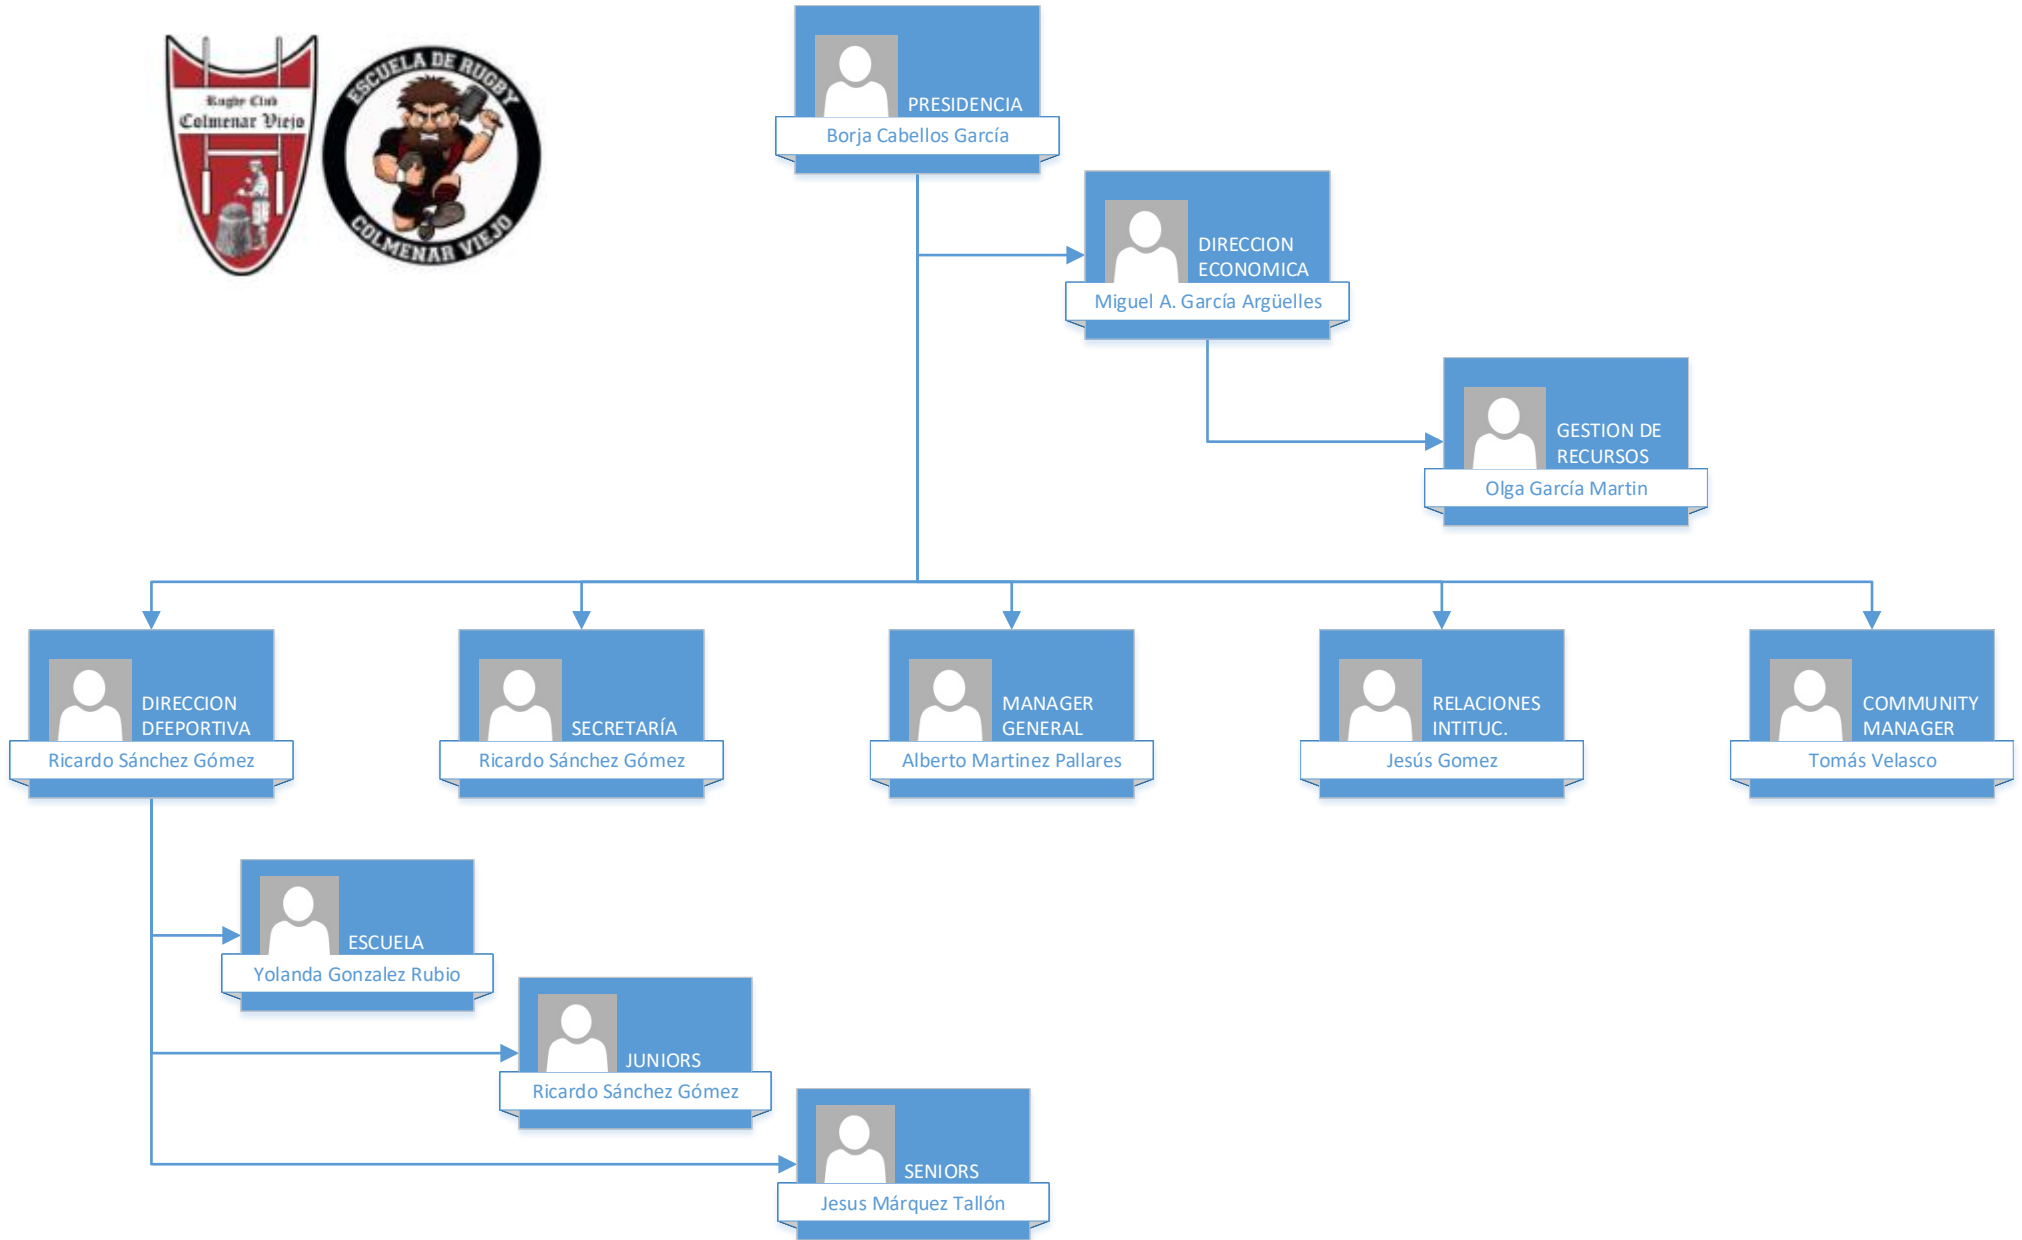 Rugby Club
Colmenar Viejo
ESCUELA DE RUGBY
COLMENAR VIEJO
PRESIDENCIA
Borja Cabellos García
DIRECCION
ECONOMICA
Miguel A. García Argüelles
GESTION DE
RECURSOS
Olga García Martin
DIRECCION
DFEPORTIVA
Ricardo Sánchez Gómez
SECRETARÍA
Ricardo Sánchez Gómez
MANAGER
GENERAL
Alberto Martinez Pallares
RELACIONES
INTITUC.
Jesús Gomez
COMMUNITY
MANAGER
Tomás Velasco
ESCUELA
Yolanda Gonzalez Rubio
JUNIORS
Ricardo Sánchez Gómez
SENIORS
Jesus Márquez Tallón